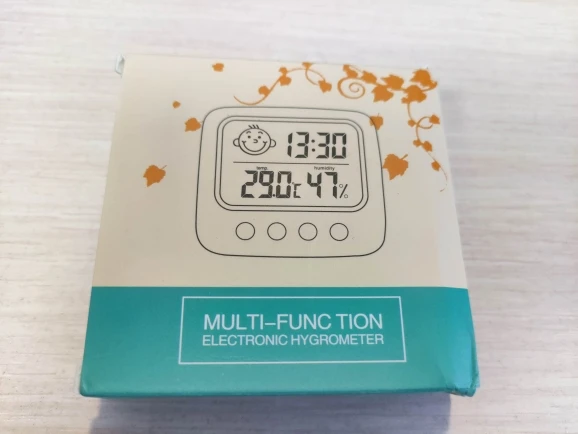 13:30
temp humidity
29.0℃ 47%
MULTI-FUNC TION
ELECTRONIC HYGROMETER